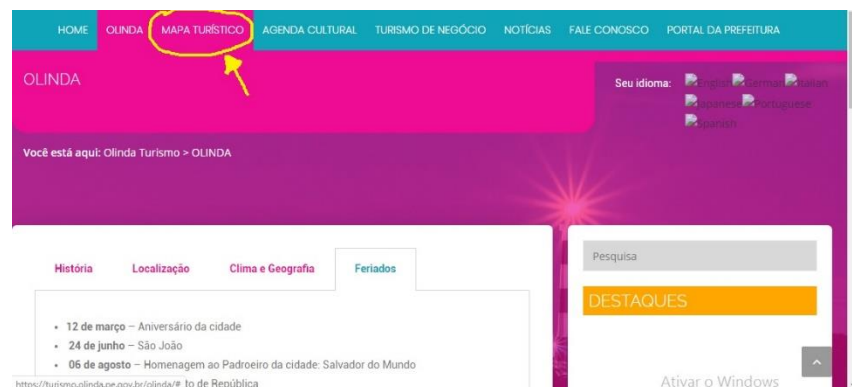 HOME OLINDA MAPA TURÍSTICO AGENDA CULTURAL TURISMO DE NEGÓCIO NOTÍCIAS FALE CONOSCO PORTAL DA PREFEITURA
OLINDA
Seu idioma: English German Italian
Japanese Portuguese
Spanish
Você está aqui: Olinda Turismo > OLINDA
História Localização Clima e Geografia Feriados
• 12 de março – Aniversário da cidade
• 24 de junho – São João
• 06 de agosto – Homenagem ao Padroeiro da cidade: Salvador do Mundo
to de República
https://turismo.olinda.pe.gov.br/olinda/#
Pesquisa
DESTAQUES
Ativar o Windows